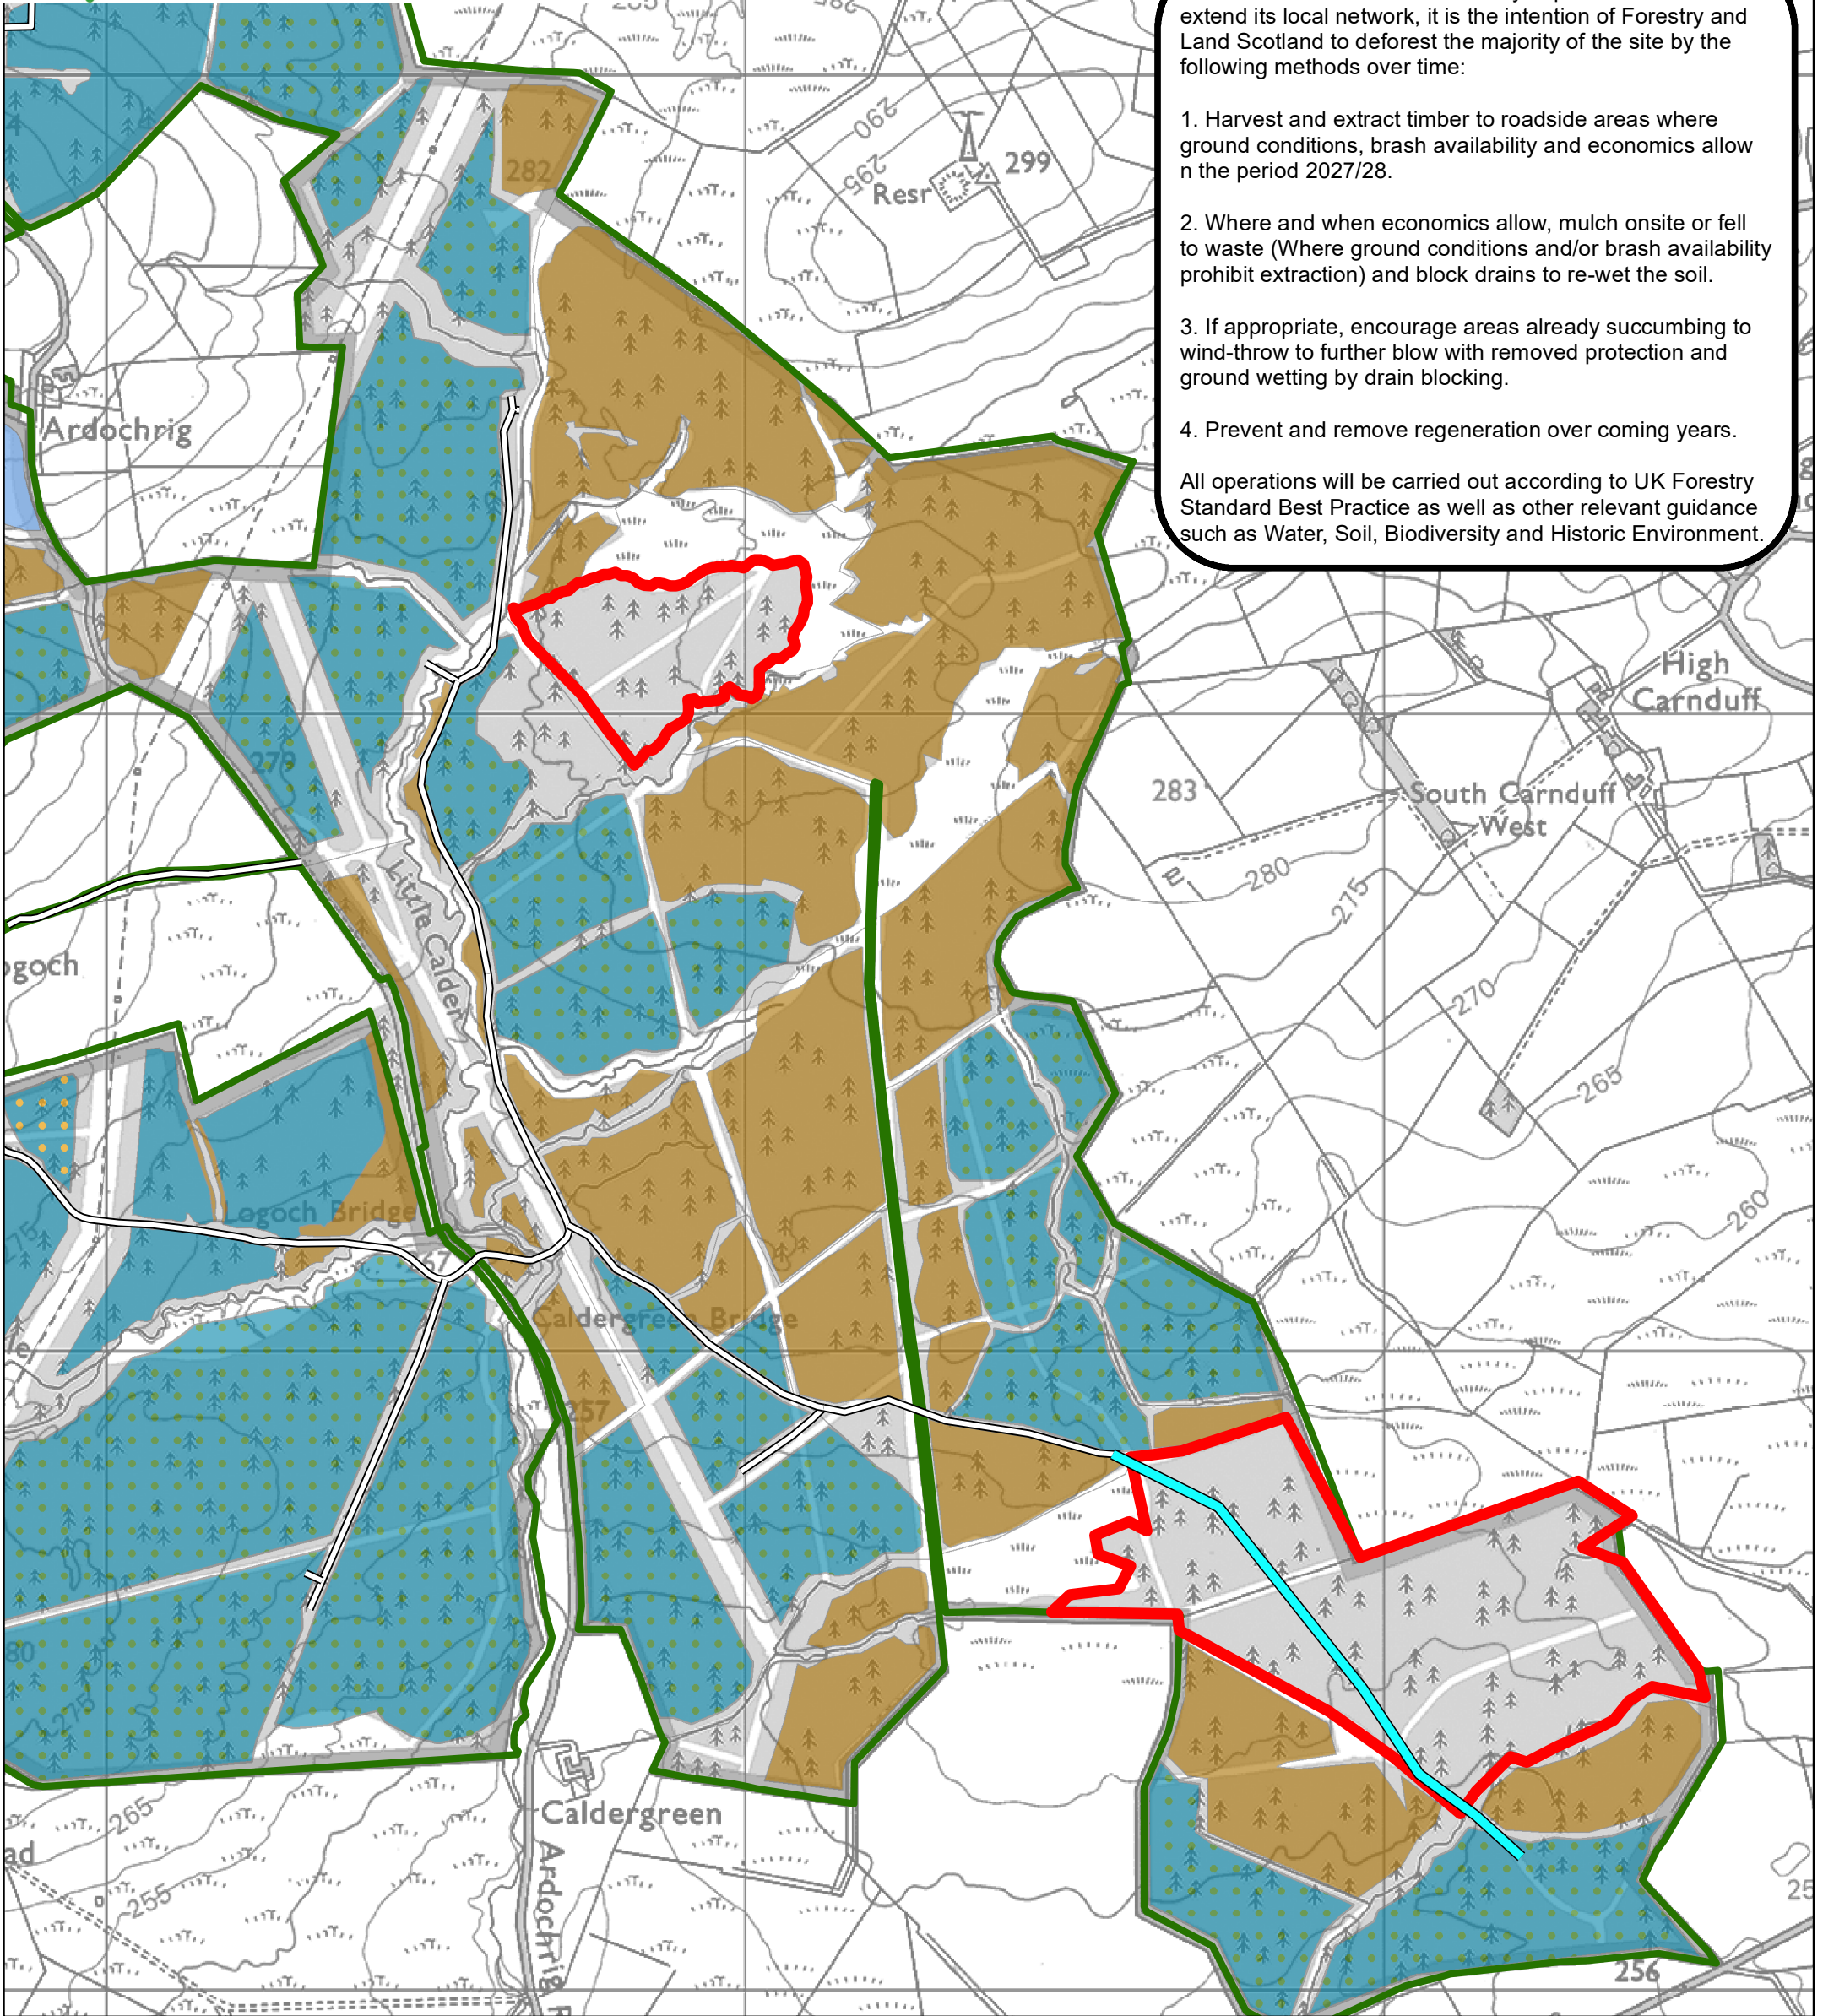 extend its local network, it is the intention of Forestry and
Land Scotland to deforest the majority of the site by the
following methods over time:
1. Harvest and extract timber to roadside areas where
ground conditions, brash availability and economics allow
n the period 2027/28.
2. Where and when economics allow, mulch onsite or fell
to waste (Where ground conditions and/or brash availability
prohibit extraction) and block drains to re-wet the soil.
3. If appropriate, encourage areas already succumbing to
wind-throw to further blow with removed protection and
ground wetting by drain blocking.
4. Prevent and remove regeneration over coming years.
All operations will be carried out according to UK Forestry
Standard Best Practice as well as other relevant guidance
such as Water, Soil, Biodiversity and Historic Environment.
285
290
295
299
Resr
282
Ardochrig
High
Carnduff
279
283
South Carnduff
West
280
275
Little Calder
270
265
260
Logoch Bridge
275
Caldergreen Bridge
257
80
275
265
Caldergreen
255
Ardochrig
256